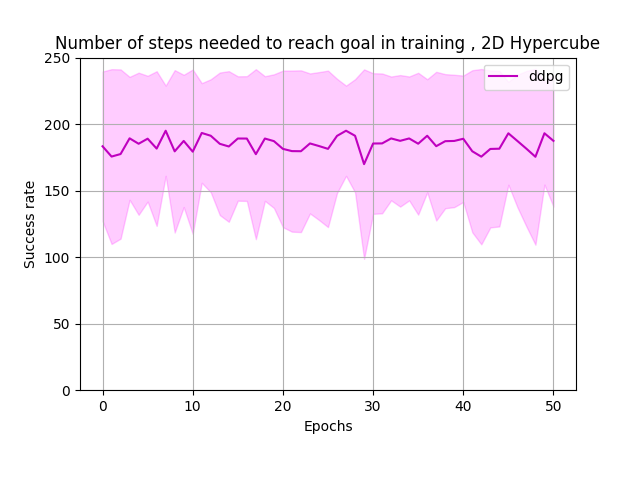 Number of steps needed to reach goal in training , 2D Hypercube
ddpg
Success rate
250
200
150
100
50
0
0 10 20 30 40 50
Epochs